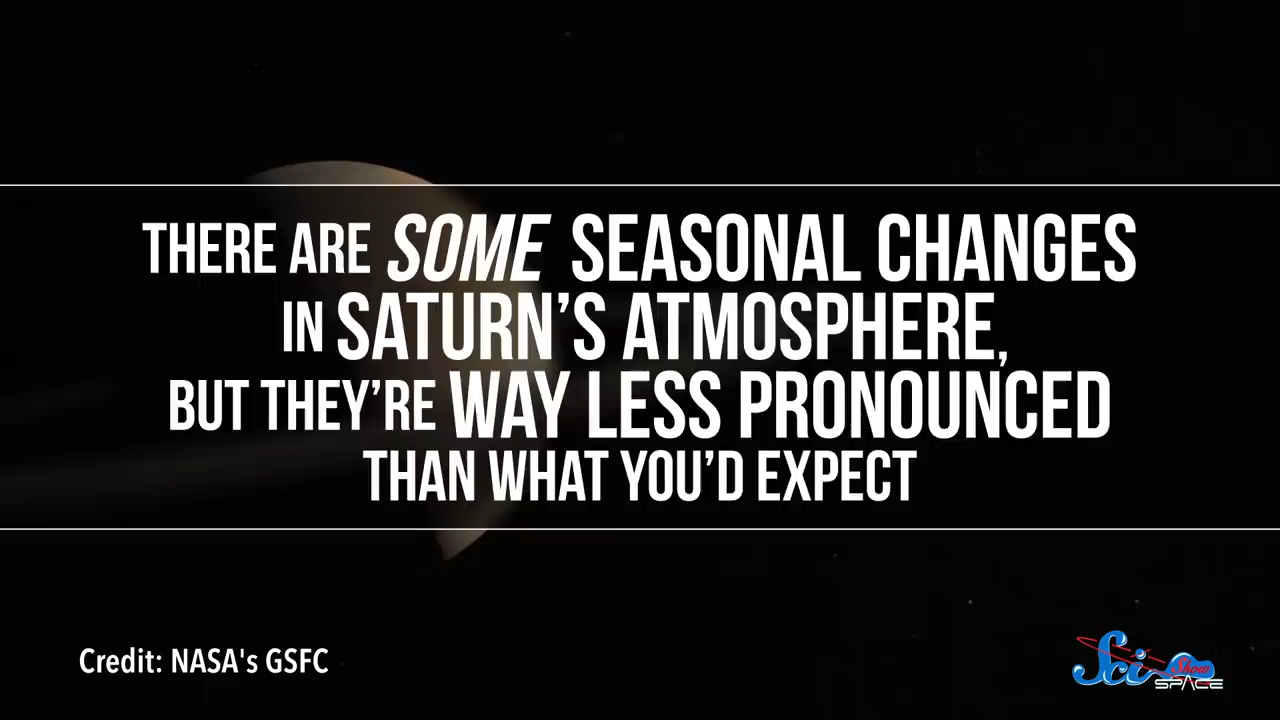 THERE ARE SOME SEASONAL CHANGES
IN SATURN'S ATMOSPHERE,
BUT THEY'RE WAY LESS PRONOUNCED
THAN WHAT YOU'D EXPECT
Credit: NASA's GSFC
Sci Show
SPACE